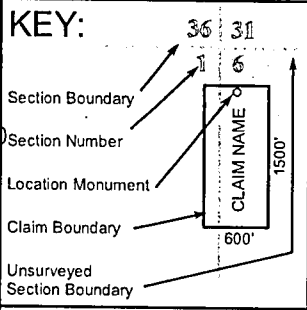 KEY:
36 31
1 6
Section Boundary
Section Number
Location Monument
Claim Boundary
Unsurveyed
Section Boundary
CLAIM NAME
1500'
600'